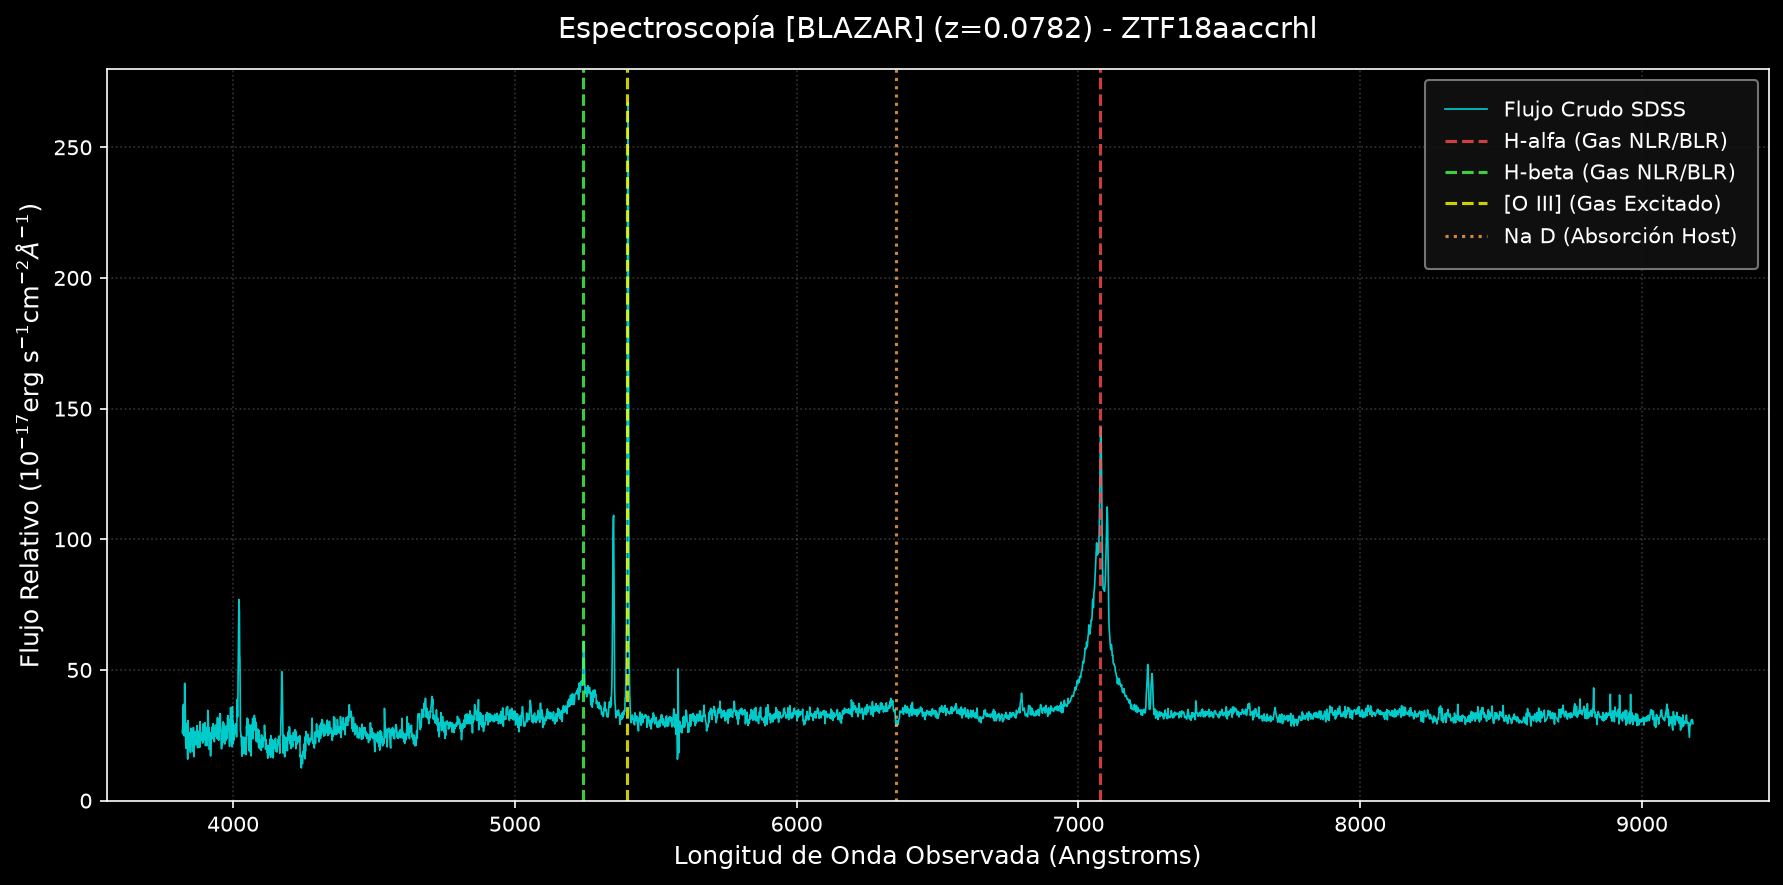 Espectroscopía [BLAZAR] (z=0.0782) - ZTF18aaccrhl
Flujo Crudo SDSS
H-alfa (Gas NLR/BLR)
H-beta (Gas NLR/BLR)
[O III] (Gas Excitado)
Na D (Absorción Host)
Flujo Relativo (10⁻¹⁷erg s⁻¹cm⁻²Å⁻¹)
250
200
150
100
50
0
4000 5000 6000 7000 8000 9000
Longitud de Onda Observada (Angstroms)